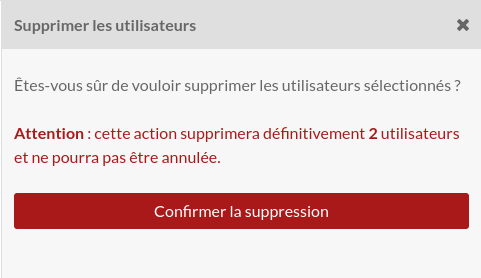 Supprimer les utilisateurs
Êtes-vous sûr de vouloir supprimer les utilisateurs sélectionnés ?
Attention : cette action supprimera définitivement 2 utilisateurs
et ne pourra pas être annulée.
Confirmer la suppression